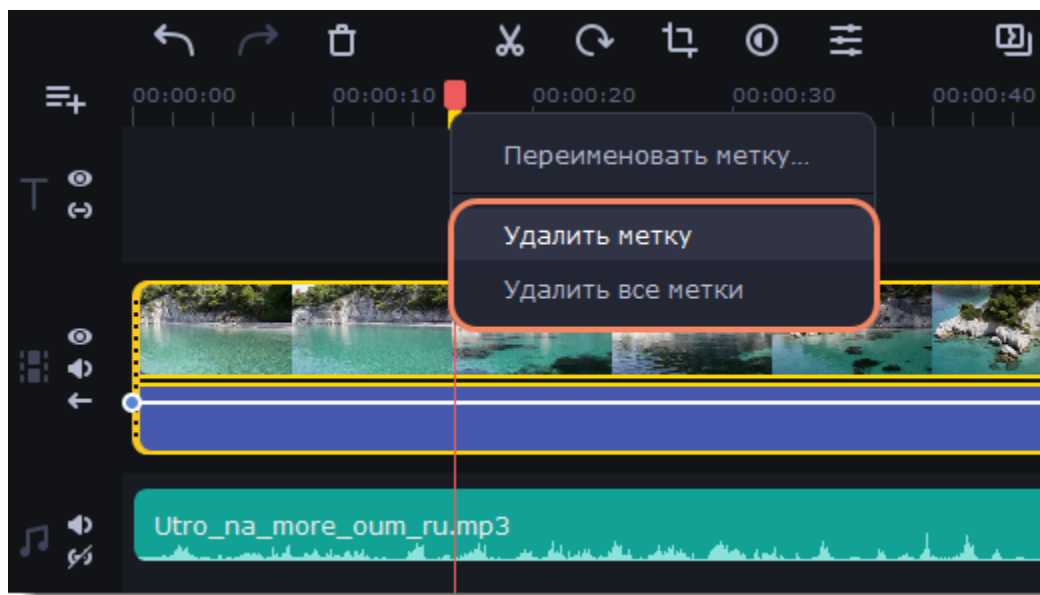 00:00:00 00:00:10 00:00:20 00:00:30 00:00:40
Переименовать метку...
T
Удалить метку
Удалить все метки
Utro_na_more_oum_ru.mp3